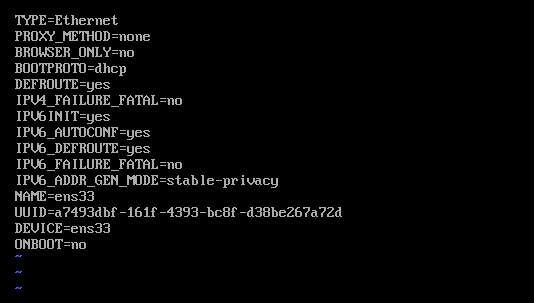 TYPE=Ethernet
PROXY_METHOD=none
BROWSER_ONLY=no
BOOTPROTO=dhcp
DEFROUTE=yes
IPV4_FAILURE_FATAL=no
IPV6INIT=yes
IPV6_AUTOCONF=yes
IPV6_DEFROUTE=yes
IPV6_FAILURE_FATAL=no
IPV6_ADDR_GEN_MODE=stable-privacy
NAME=ens33
UUID=a7493dbf-161f-4393-bc8f-d38be267a72d
DEVICE=ens33
ONBOOT=no
~
~
~